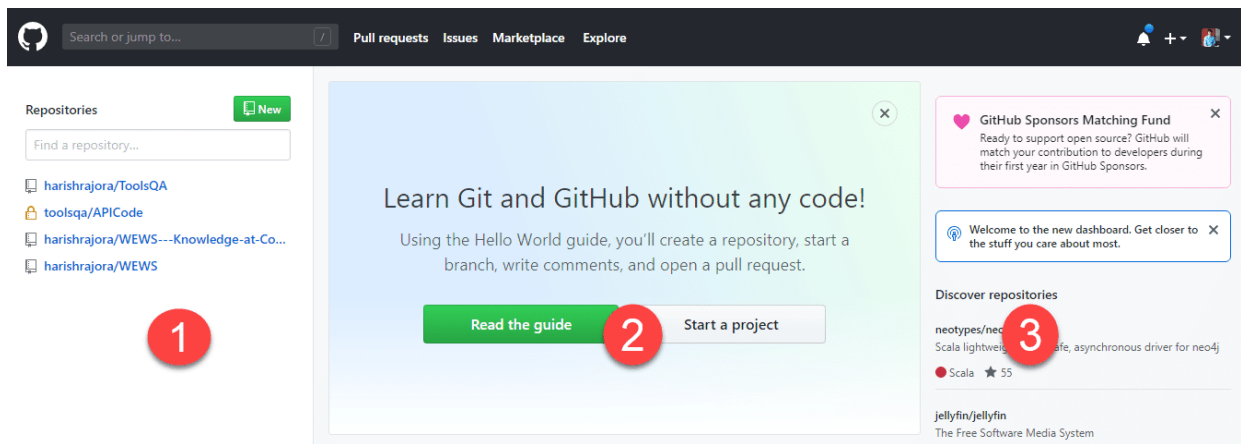 Search or jump to...
/
Pull requests Issues Marketplace Explore
Repositories
New
Find a repository...
harishrajora/ToolsQA
toolsqa/APICode
harishrajora/WEWS---Knowledge-at-Co...
harishrajora/WEWS
1
Learn Git and GitHub without any code!
Using the Hello World guide, you'll create a repository, start a
branch, write comments, and open a pull request.
Read the guide
2
Start a project
GitHub Sponsors Matching Fund
Ready to support open source? GitHub will
match your contribution to developers during
their first year in GitHub Sponsors.
Welcome to the new dashboard. Get closer to
the stuff you care about most.
Discover repositories
3
Scala asynchronous driver for neo4j
Scala 55
jellyfin/jellyfin
The Free Software Media System